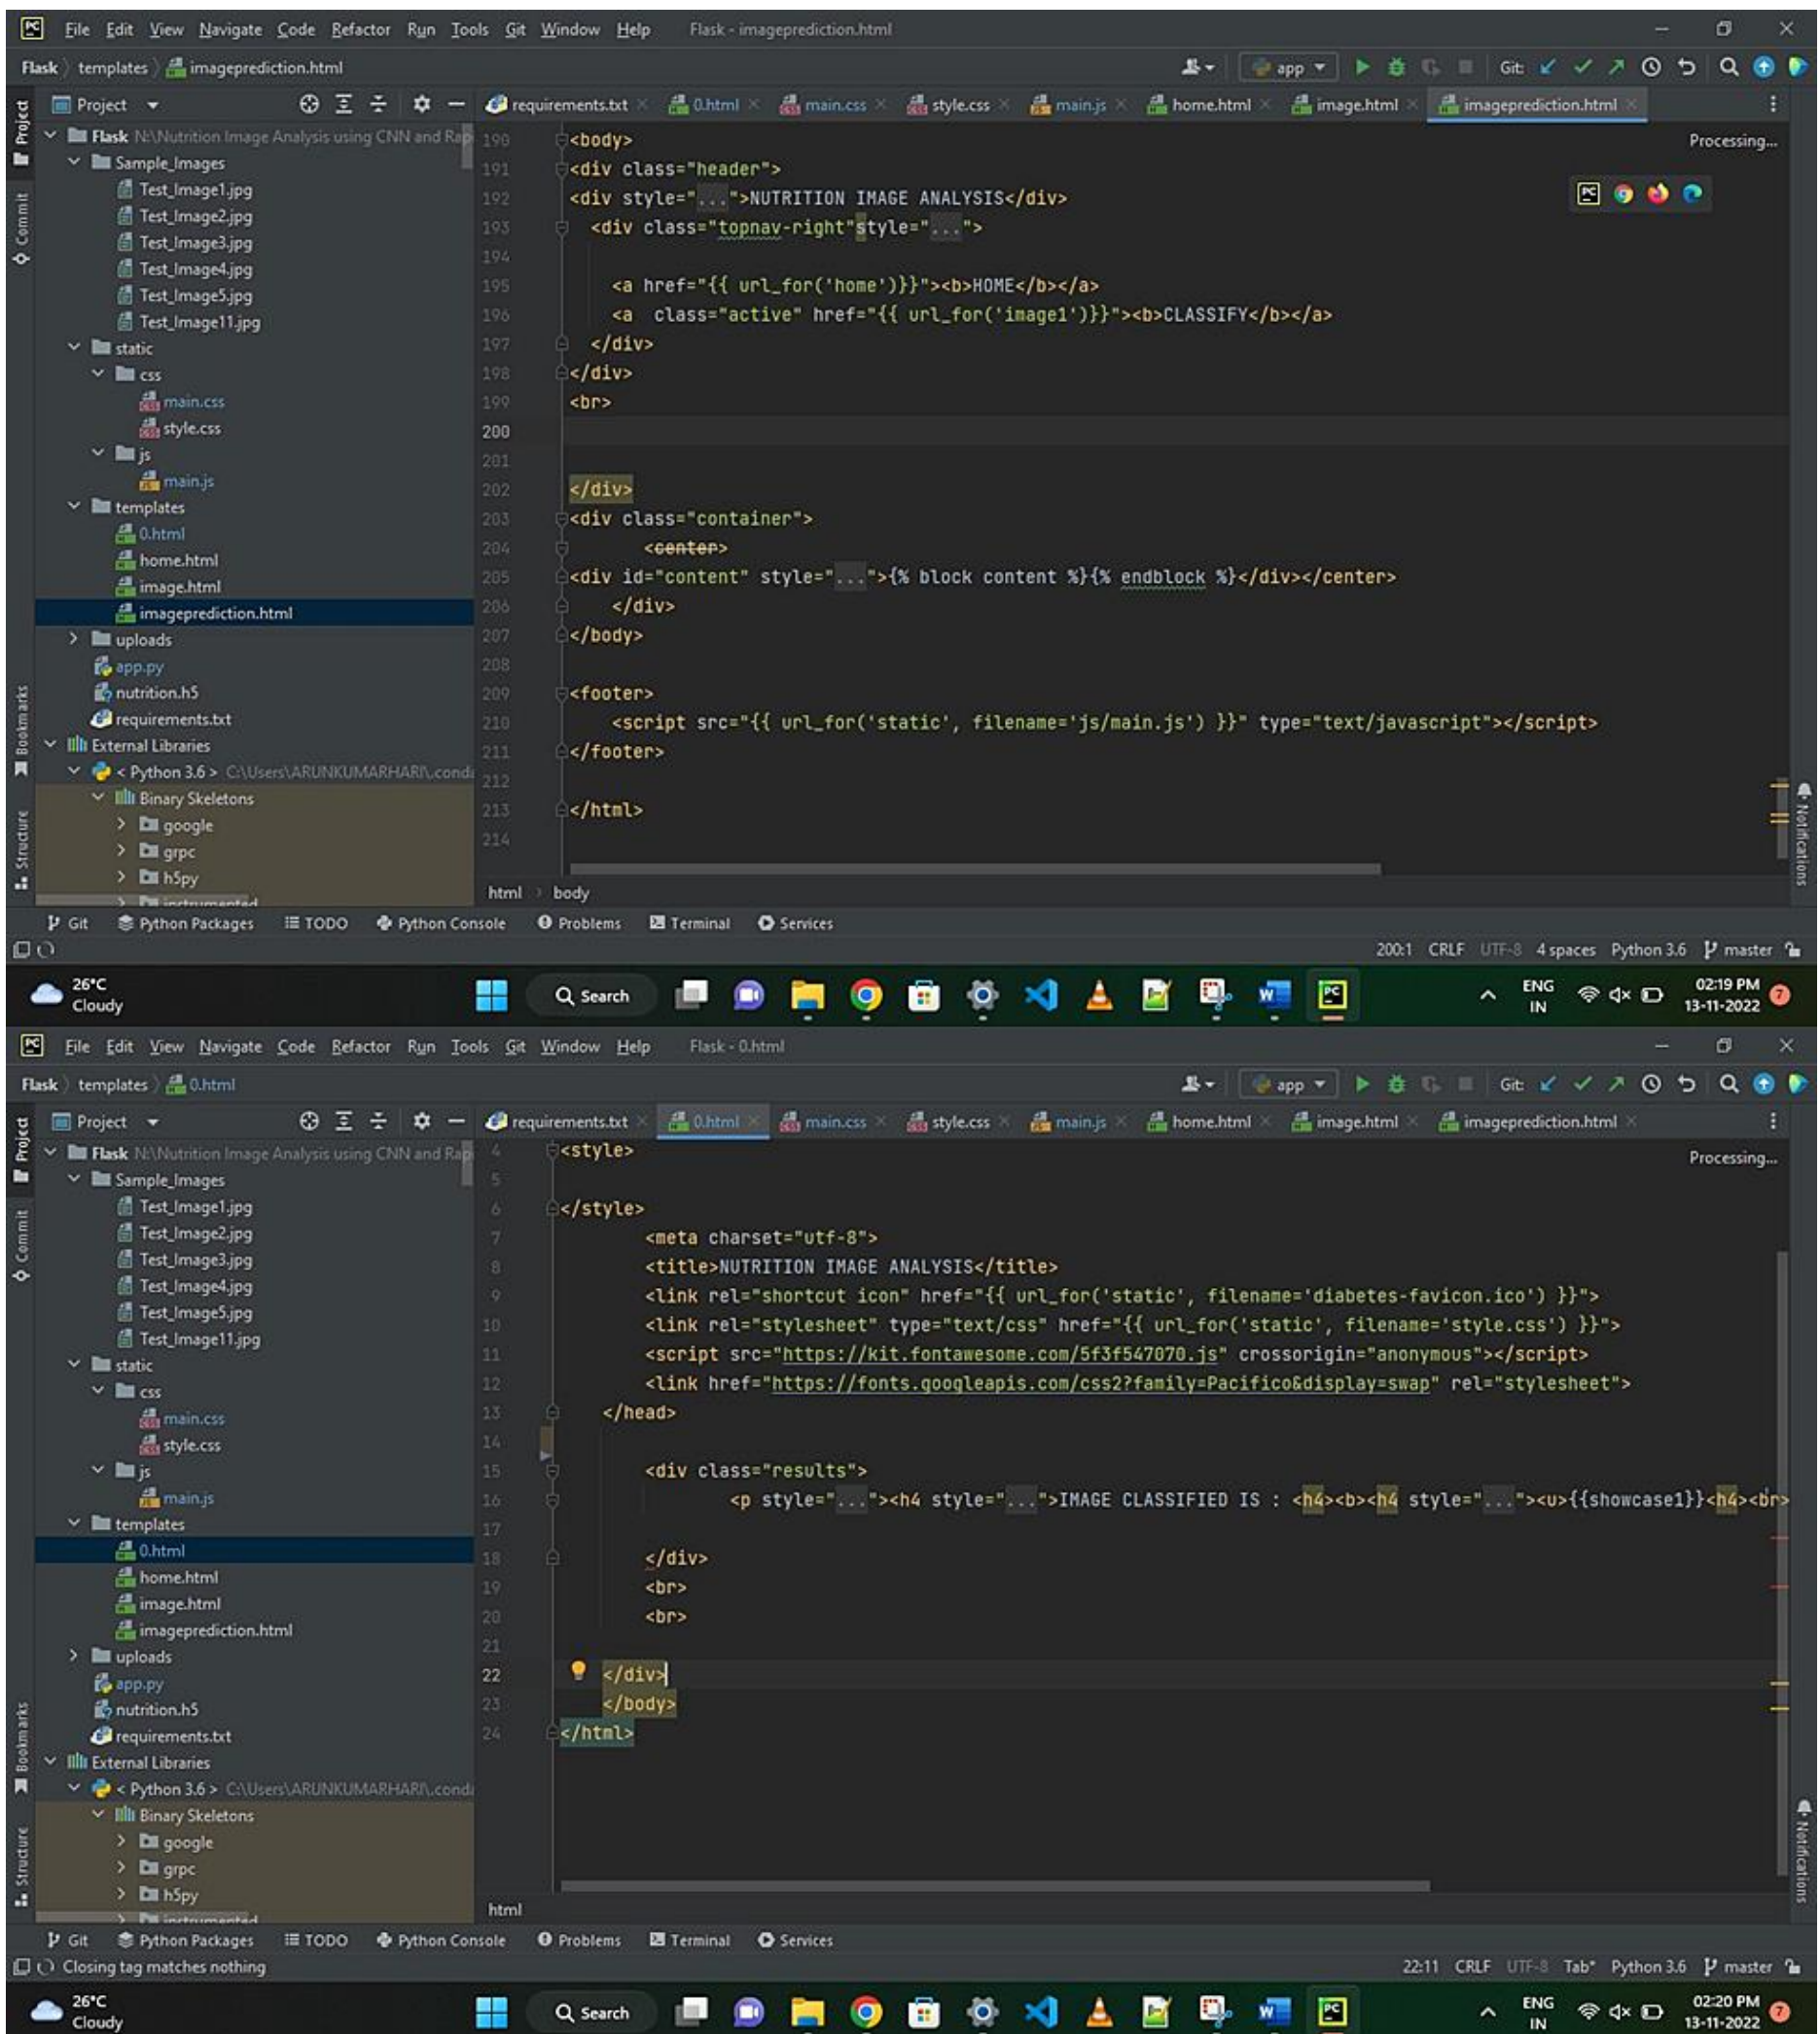 File Edit View Navigate Code Refactor Run Tools Git Window Help Flask - imageprediction.html
Flask templates imageprediction.html app Git:
Project requirements.txt 0.html main.css style.css main.js home.html image.html imageprediction.html
Project
Commit
Bookmarks
Structure
Flask N:\Nutrition Image Analysis using CNN and Rap
Sample_Images
Test_Image1.jpg
Test_Image2.jpg
Test_Image3.jpg
Test_Image4.jpg
Test_Image5.jpg
Test_Image11.jpg
static
css
main.css
style.css
js
main.js
templates
0.html
home.html
image.html
imageprediction.html
uploads
app.py
nutrition.h5
requirements.txt
External Libraries
< Python 3.6 > C:\Users\ARUNKUMARHARI\.conda
Binary Skeletons
google
grpc
h5py
instrumented
Processing...
190 <body>
191 <div class="header">
192 <div style="...">NUTRITION IMAGE ANALYSIS</div>
193 <div class="topnav-right"style="...">
194
195 <a href="{{ url_for('home')}}"><b>HOME</b></a>
196 <a  class="active" href="{{ url_for('image1')}}"><b>CLASSIFY</b></a>
197 </div>
198 </div>
199 <br>
200
201
202 </div>
203 <div class="container">
204 <center>
205 <div id="content" style="...">{% block content %}{% endblock %}</div></center>
206 </div>
207 </body>
208
209 <footer>
210 <script src="{{ url_for('static', filename='js/main.js') }}" type="text/javascript"></script>
211 </footer>
212
213 </html>
214
Notifications
html body
Git Python Packages TODO Python Console Problems Terminal Services
200:1 CRLF UTF-8 4 spaces Python 3.6 master
26°C
Cloudy
Search
ENG
IN
02:19 PM
13-11-2022
7
File Edit View Navigate Code Refactor Run Tools Git Window Help Flask - 0.html
Flask templates 0.html app Git:
Project requirements.txt 0.html main.css style.css main.js home.html image.html imageprediction.html
Project
Commit
Bookmarks
Structure
Flask N:\Nutrition Image Analysis using CNN and Rap
Sample_Images
Test_Image1.jpg
Test_Image2.jpg
Test_Image3.jpg
Test_Image4.jpg
Test_Image5.jpg
Test_Image11.jpg
static
css
main.css
style.css
js
main.js
templates
0.html
home.html
image.html
imageprediction.html
uploads
app.py
nutrition.h5
requirements.txt
External Libraries
< Python 3.6 > C:\Users\ARUNKUMARHARI\.conda
Binary Skeletons
google
grpc
h5py
instrumented
Processing...
4 <style>
5
6 </style>
7 <meta charset="utf-8">
8 <title>NUTRITION IMAGE ANALYSIS</title>
9 <link rel="shortcut icon" href="{{ url_for('static', filename='diabetes-favicon.ico') }}">
10 <link rel="stylesheet" type="text/css" href="{{ url_for('static', filename='style.css') }}">
11 <script src="https://kit.fontawesome.com/5f3f547070.js" crossorigin="anonymous"></script>
12 <link href="https://fonts.googleapis.com/css2?family=Pacifico&display=swap" rel="stylesheet">
13 </head>
14
15 <div class="results">
16 <p style="..."><h4 style="...">IMAGE CLASSIFIED IS : <h4><b><h4 style="..."><u>{{showcase1}}<h4><br>
17
18 </div>
19 <br>
20 <br>
21
22 </div>
23 </body>
24 </html>
Notifications
html
Git Python Packages TODO Python Console Problems Terminal Services
Closing tag matches nothing 22:11 CRLF UTF-8 Tab* Python 3.6 master
26°C
Cloudy
Search
ENG
IN
02:20 PM
13-11-2022
7